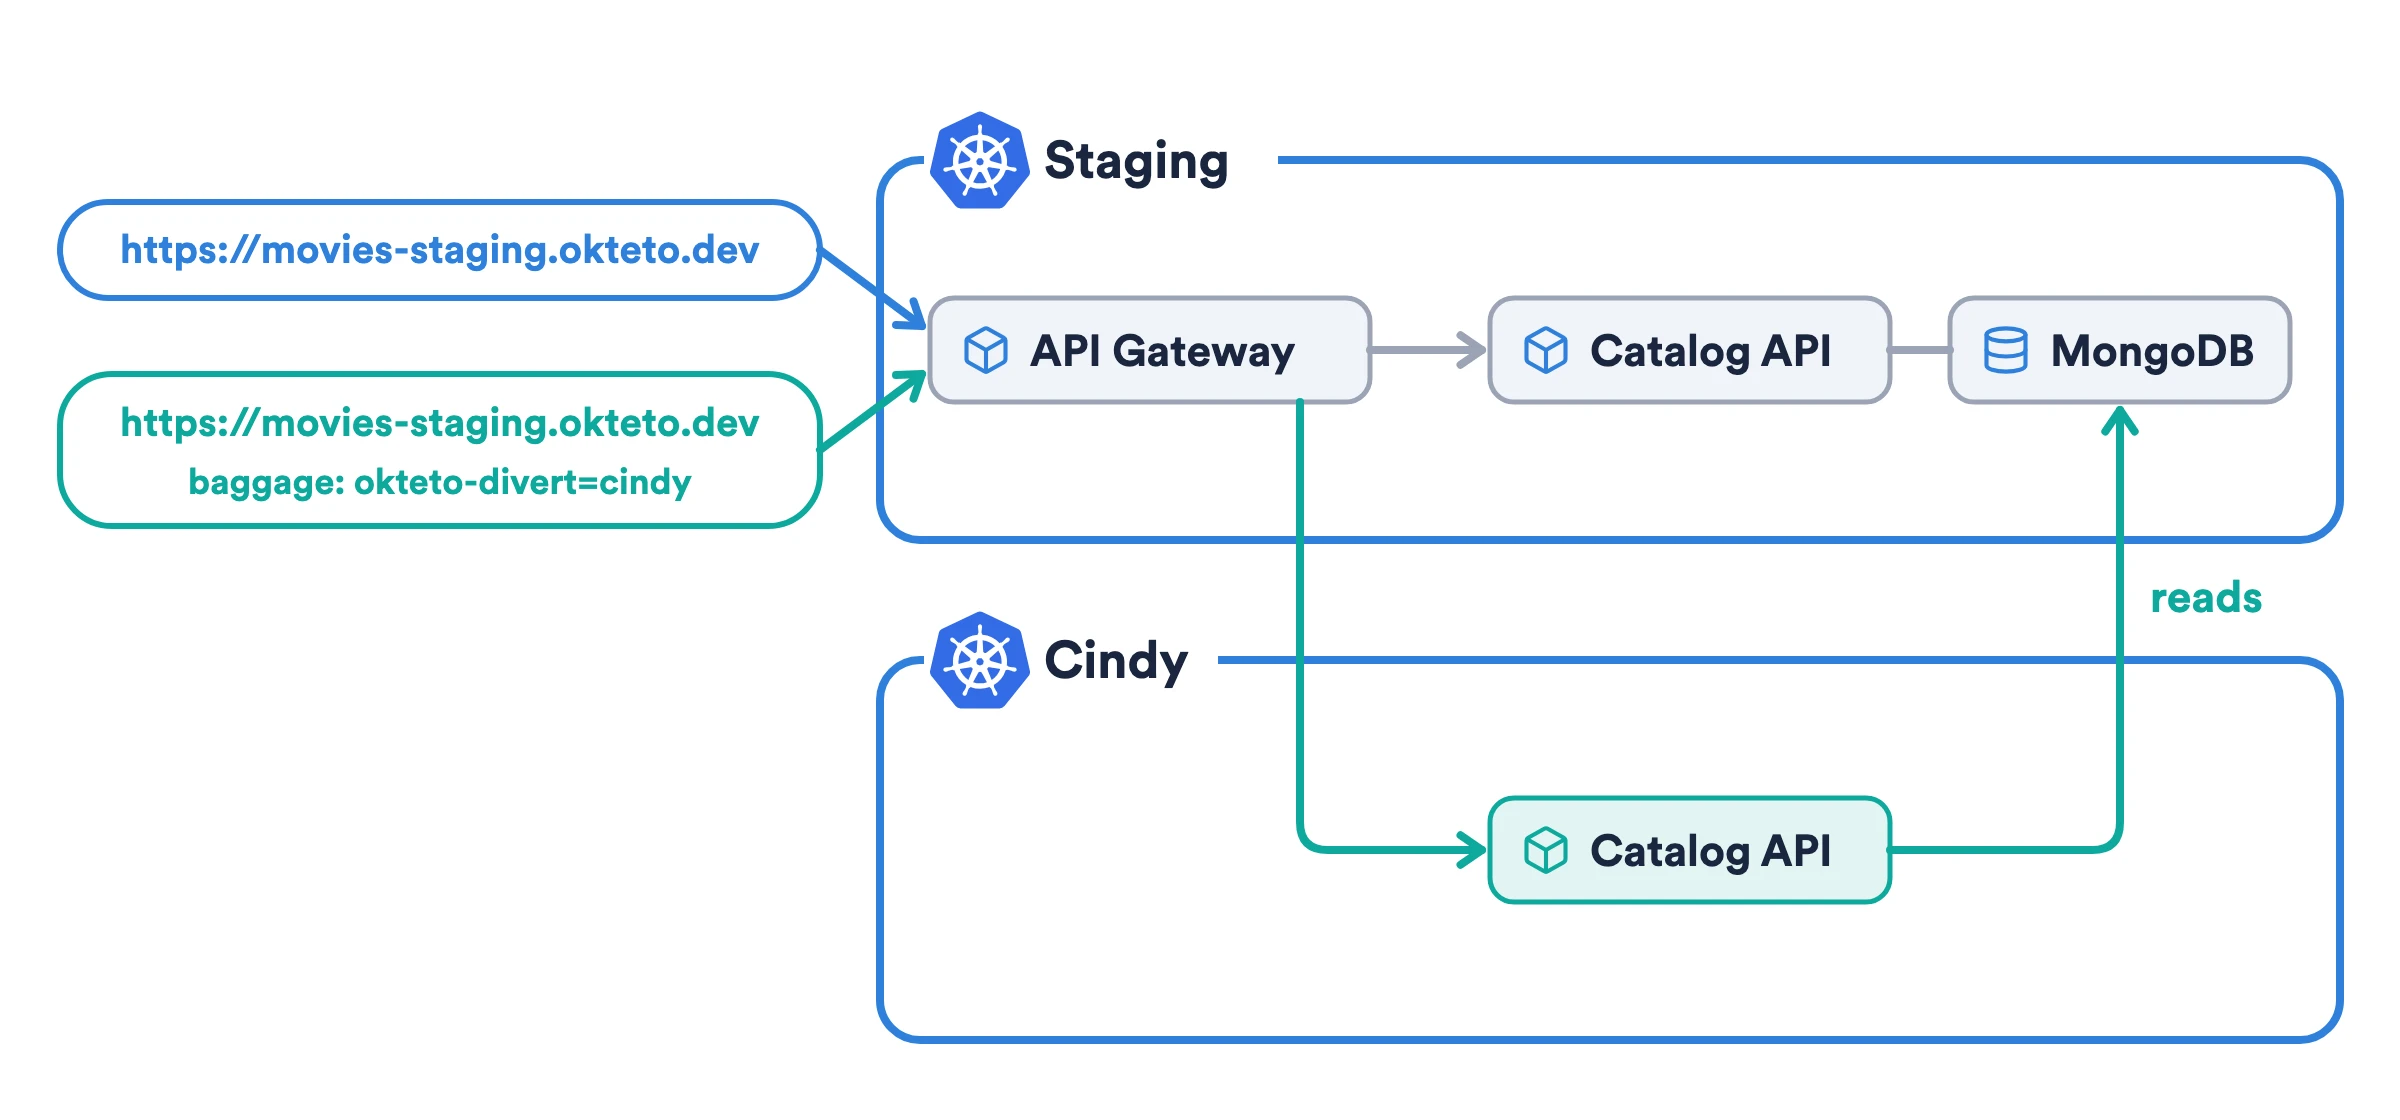 Staging
https://movies-staging.okteto.dev
API Gateway
Catalog API
MongoDB
https://movies-staging.okteto.dev
baggage: okteto-divert=cindy
reads
Cindy
Catalog API